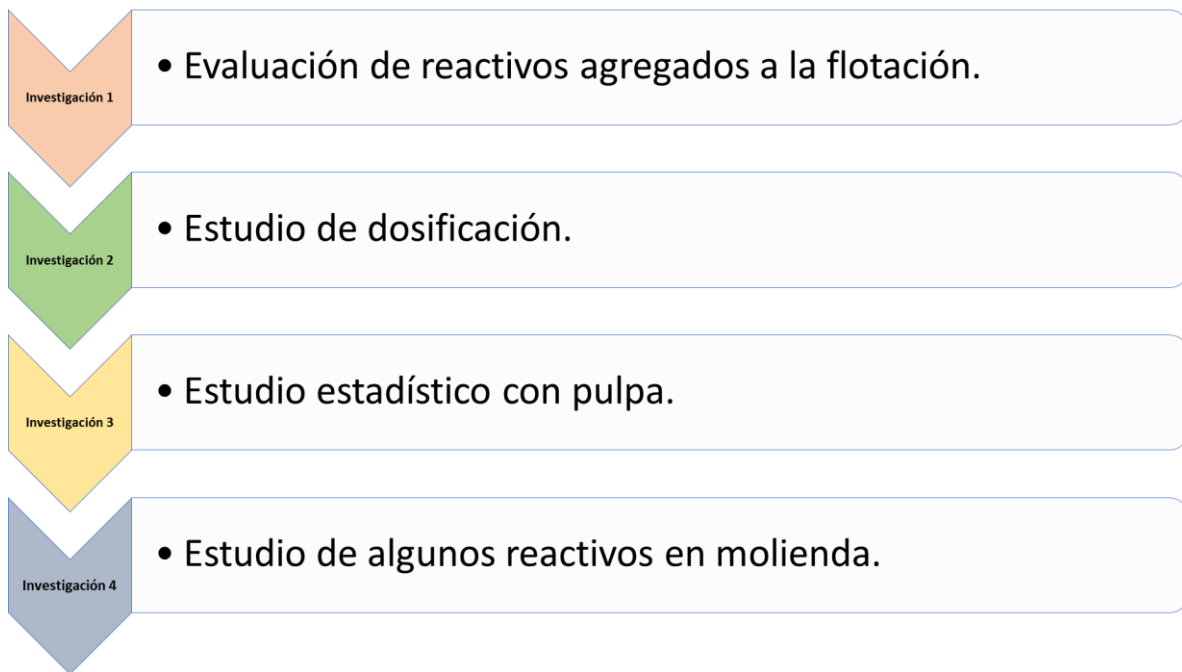 Investigación 1
• Evaluación de reactivos agregados a la flotación.
Investigación 2
• Estudio de dosificación.
Investigación 3
• Estudio estadístico con pulpa.
Investigación 4
• Estudio de algunos reactivos en molienda.